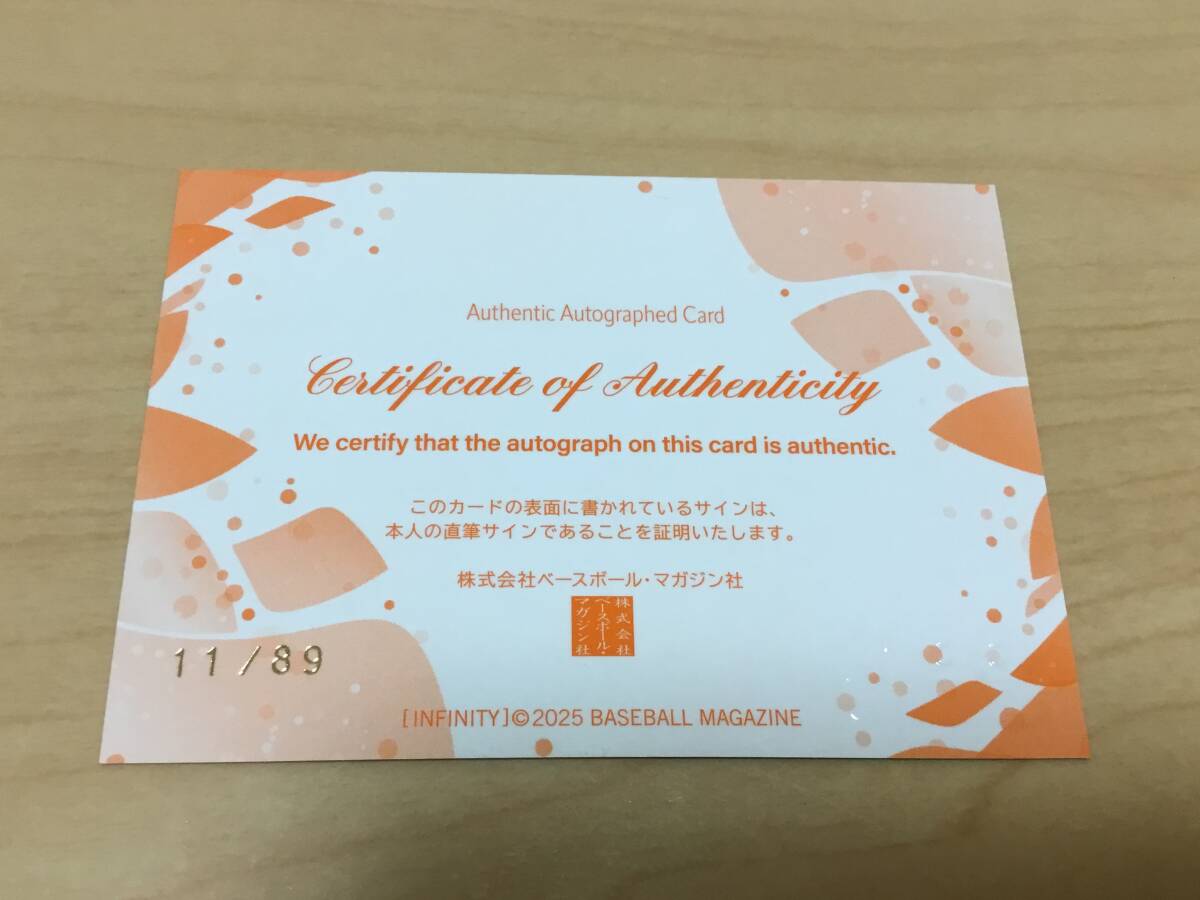 Authentic Autographed Card
Certificate of Authenticity
We certify that the autograph on this card is authentic.
このカードの表面に書かれているサインは、
本人の直筆サインであることを証明いたします。
株式会社ベースボール・マガジン社
株式会社
ベースボール・
マガジン社
11/89
[INFINITY]©2025 BASEBALL MAGAZINE